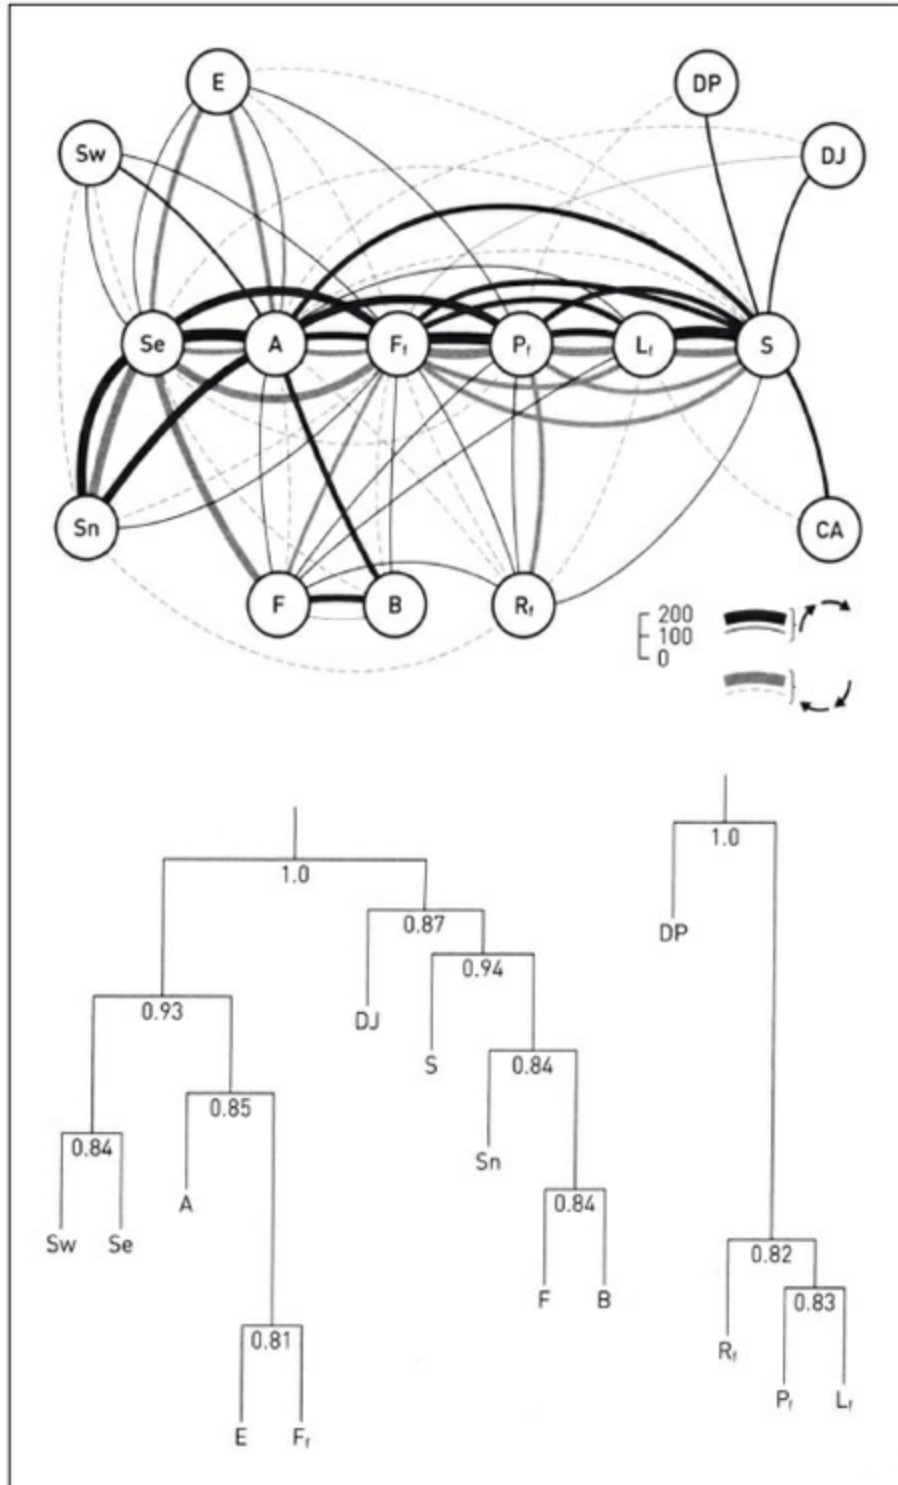 E
DP
Sw
DJ
Se
A
Ff
Pf
Lf
S
Sn
CA
F
B
Rf
200
100
0
1.0
1.0
0.87
DP
0.94
0.93
DJ
S
0.84
0.85
0.84
Sn
A
0.84
Sw Se
0.82
F B
0.83
0.81
Rf
Pf Lf
E Ff